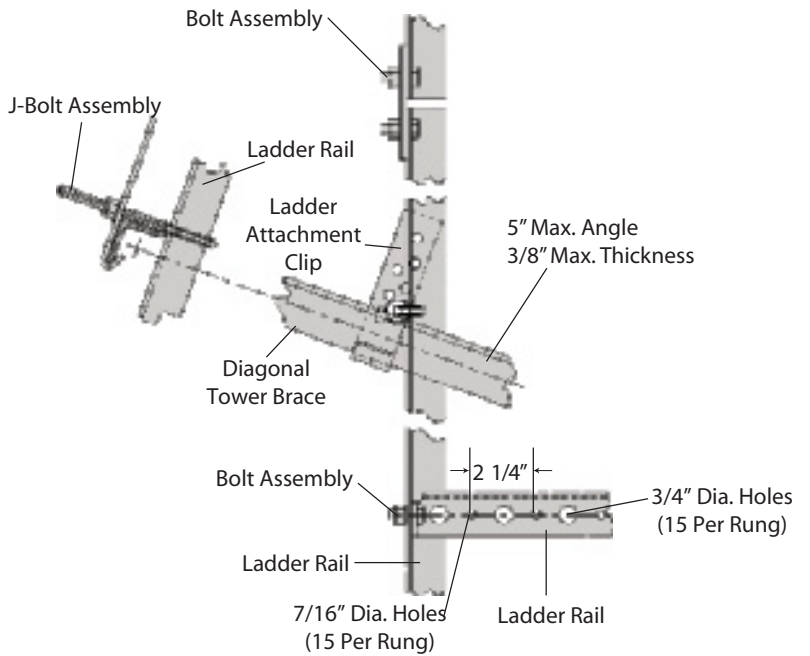 Bolt Assembly
J-Bolt Assembly
Ladder Rail
Ladder
Attachment
Clip
5” Max. Angle
3/8” Max. Thickness
Diagonal
Tower Brace
Bolt Assembly
2 1/4”
3/4” Dia. Holes
(15 Per Rung)
Ladder Rail
7/16” Dia. Holes
(15 Per Rung)
Ladder Rail